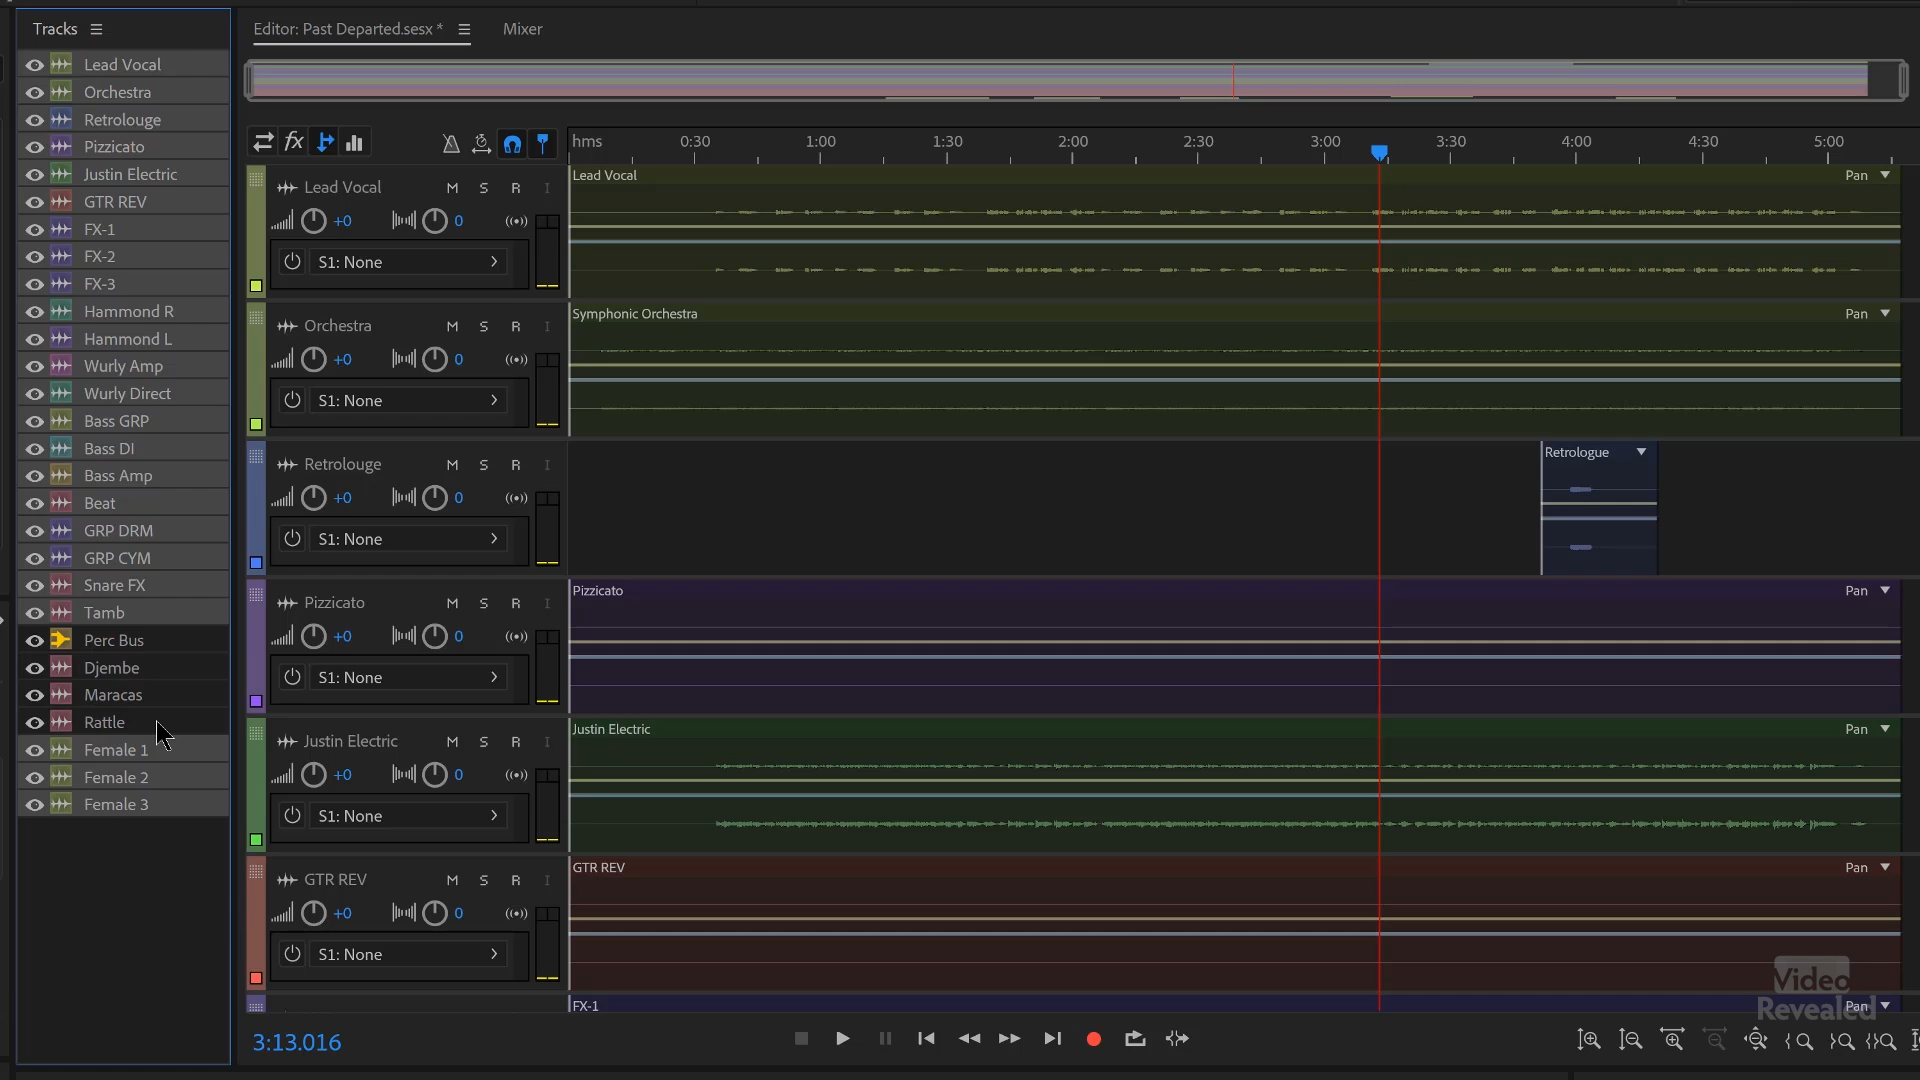 Tracks
Lead Vocal
Orchestra
Retrolouge
Pizzicato
Justin Electric
GTR REV
FX-1
FX-2
FX-3
Hammond R
Hammond L
Wurly Amp
Wurly Direct
Bass GRP
Bass DI
Bass Amp
Beat
GRP DRM
GRP CYM
Snare FX
Tamb
Perc Bus
Djembe
Maracas
Rattle
Female 1
Female 2
Female 3
Editor: Past Departed.sesx * Mixer
fx
hms 0:30 1:00 1:30 2:00 2:30 3:00 3:30 4:00 4:30 5:00
Lead Vocal M S R I
+0 0
S1: None
Lead Vocal Pan
Orchestra M S R I
+0 0
S1: None
Symphonic Orchestra Pan
Retrolouge M S R I
+0 0
S1: None
Retrologue
Pizzicato M S R I
+0 0
S1: None
Pizzicato Pan
Justin Electric M S R I
+0 0
S1: None
Justin Electric Pan
GTR REV M S R I
+0 0
S1: None
GTR REV Pan
FX-1 Pan
Video
Revealed
3:13.016